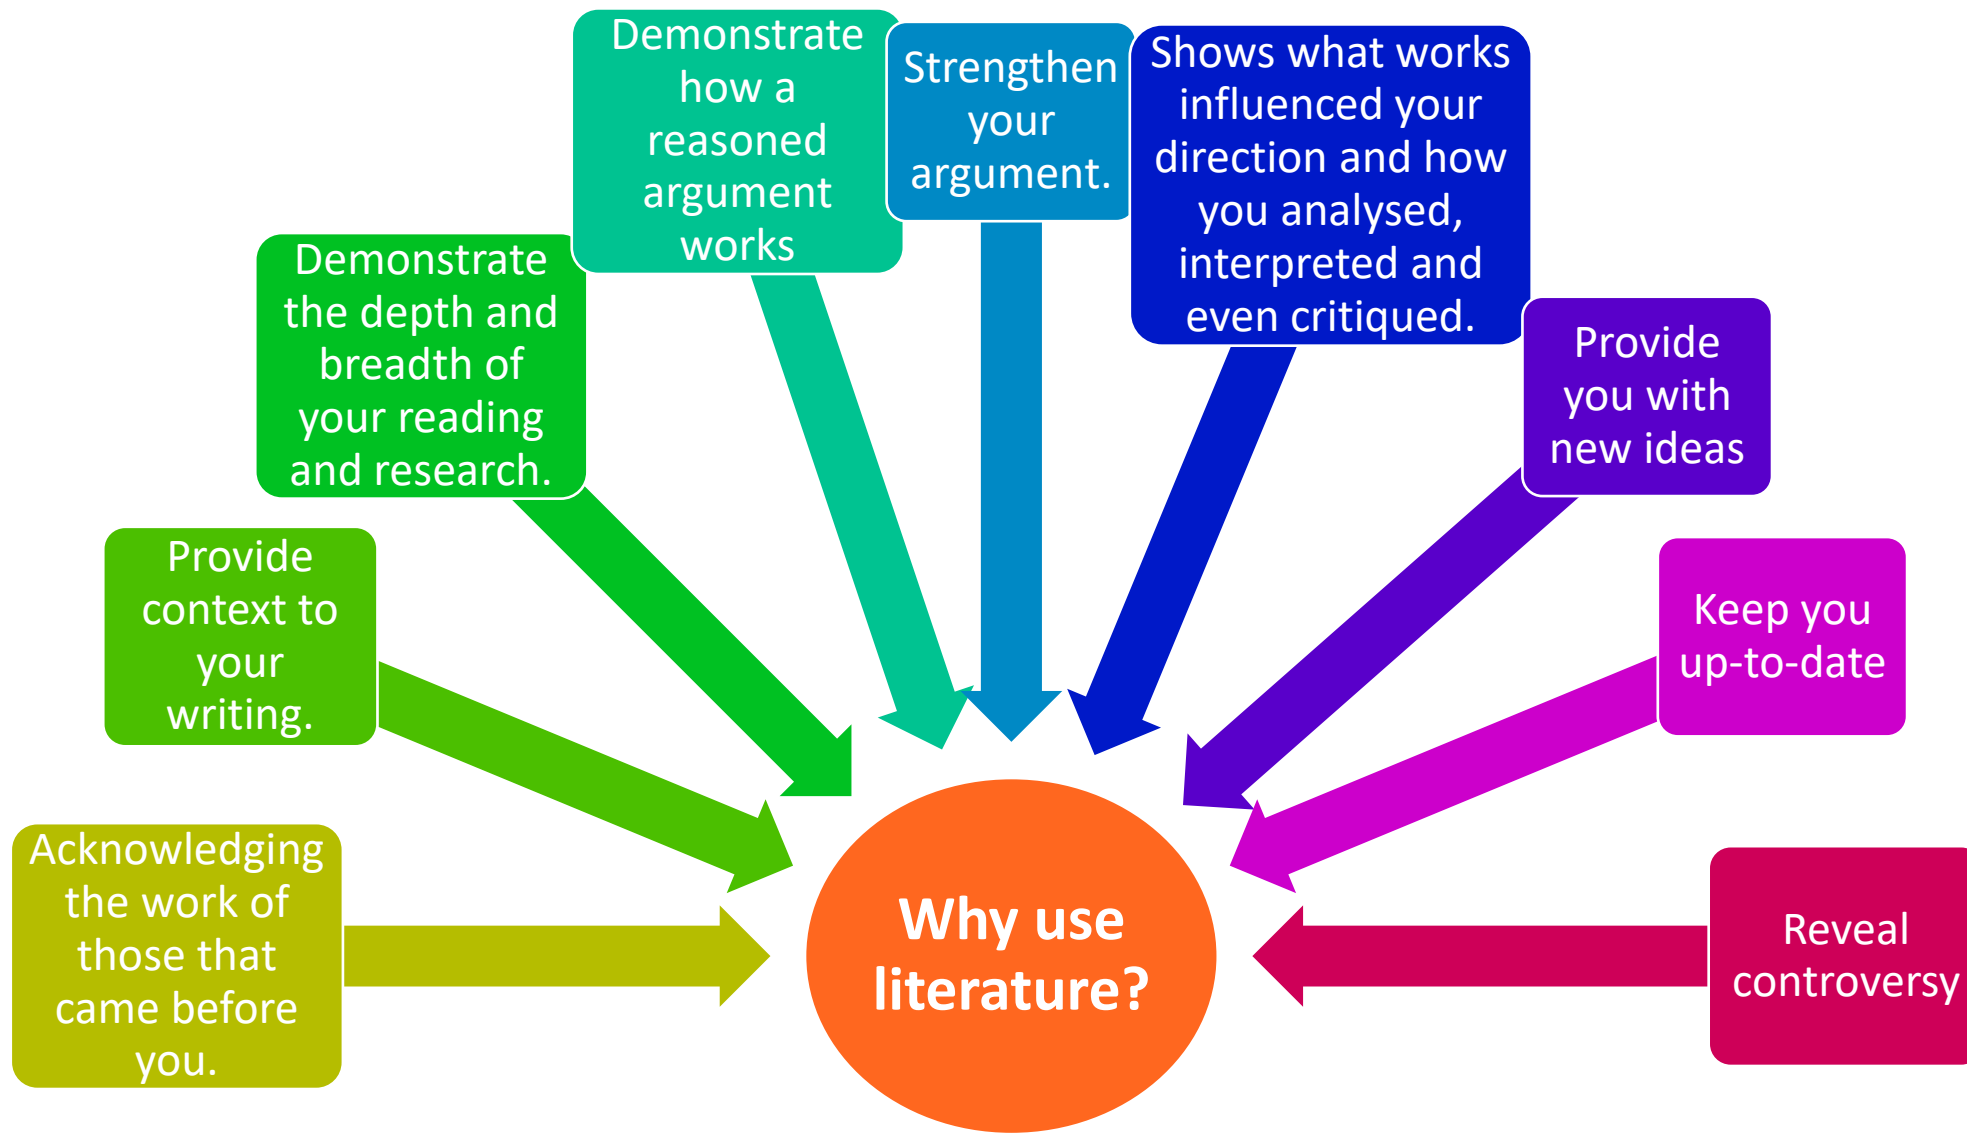 Demonstrate
how a
reasoned
argument
works
Strengthen
your
argument.
Shows what works
influenced your
direction and how
you analysed,
interpreted and
even critiqued.
Demonstrate
the depth and
breadth of
your reading
and research.
Provide
you with
new ideas
Provide
context to
your
writing.
Keep you
up-to-date
Acknowledging
the work of
those that
came before
you.
Why use
literature?
Reveal
controversy